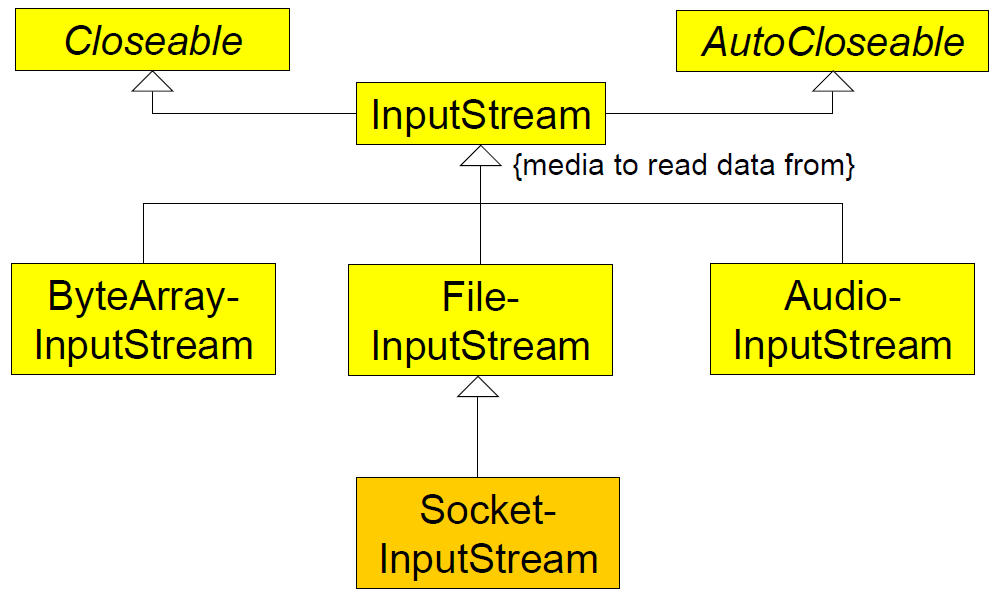 Closeable
AutoCloseable
InputStream
{media to read data from}
ByteArray-
InputStream
File-
InputStream
Audio-
InputStream
Socket-
InputStream